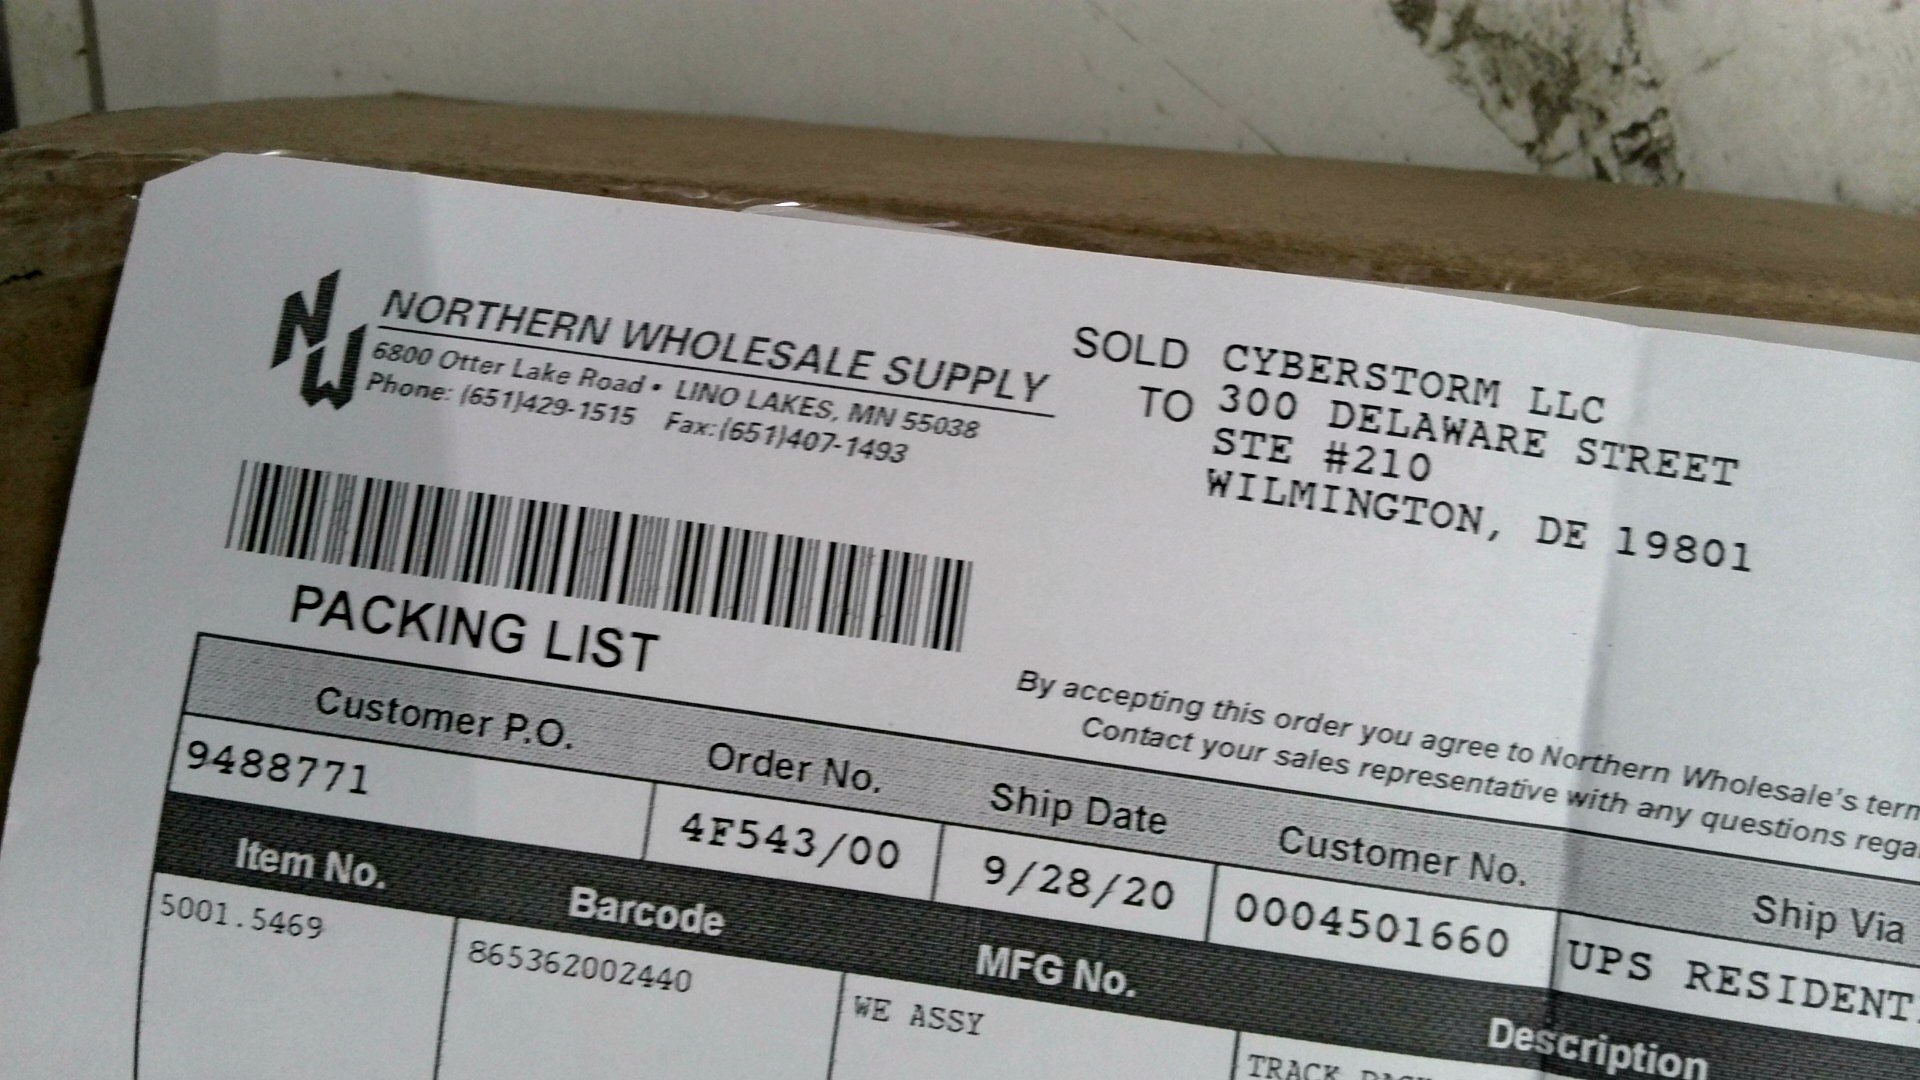 NW
NORTHERN WHOLESALE SUPPLY
6800 Otter Lake Road • LINO LAKES, MN 55038
Phone: (651)429-1515 Fax:(651)407-1493
SOLD TO
CYBERSTORM LLC
300 DELAWARE STREET
STE #210
WILMINGTON, DE 19801
PACKING LIST
By accepting this order you agree to Northern Wholesale's
Contact your sales representative with any questions
Customer P.O. Order No. Ship Date Customer No. Ship Via
9488771 4F543/00 9/28/20 0004501660 UPS
Item No. Barcode MFG No. Description
5001.5469 865362002440 WE ASSY TRACK